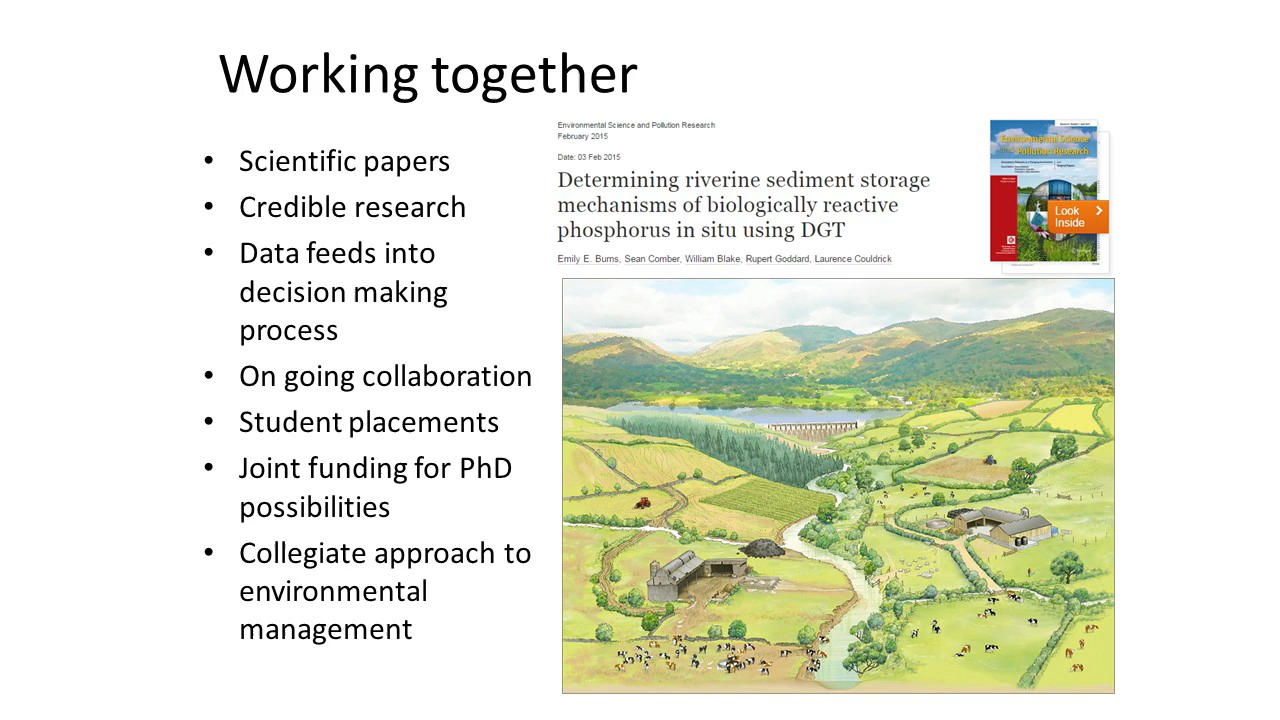 Working together
• Scientific papers
• Credible research
• Data feeds into
decision making
process
• On going collaboration
• Student placements
• Joint funding for PhD
possibilities
• Collegiate approach to
environmental
management
Environmental Science and Pollution Research
February 2015
Date: 03 Feb 2015
Determining riverine sediment storage
mechanisms of biologically reactive
phosphorus in situ using DGT
Emily E. Burns, Sean Comber, William Blake, Rupert Goddard, Laurence Couldrick
Environmental Science
Pollution Research
Look
Inside